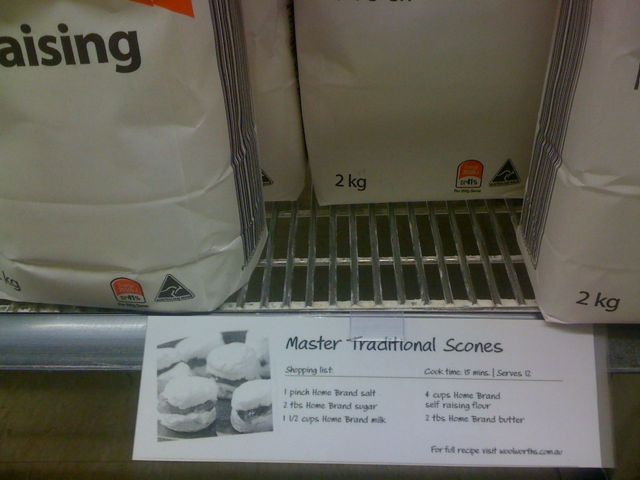 aising
2 kg
kg
2 kg
Master Traditional Scones
Shopping list:
Cook time: 15 mins. | Serves 12
1 pinch Home Brand salt
2 tbs Home Brand sugar
1 1/2 cups Home Brand milk
4 cups Home Brand
self raising flour
2 tbs Home Brand butter
For full recipe visit woolworths.com.au